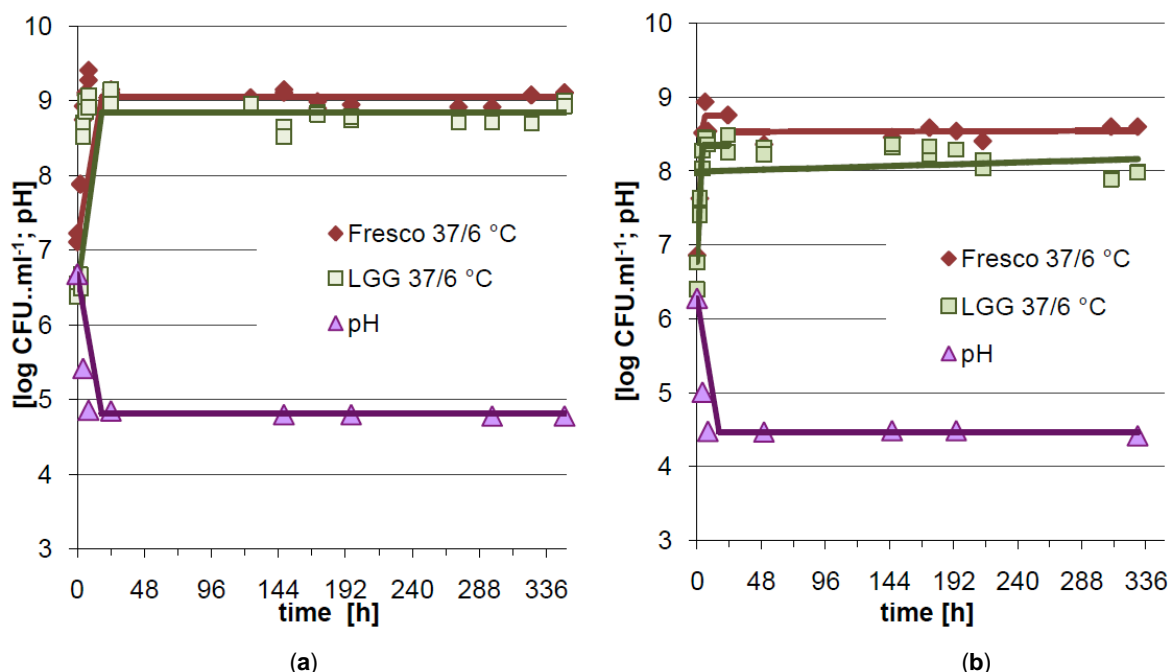 [log CFU..ml⁻¹; pH)
10
9
8
7
6
5
4
3
Fresco 37/6 °C
LGG 37/6 °C
pH
0 48 96 144 192 240 288 336
time [h]
(a)
[log CFU.ml⁻¹; pH)
10
9
8
7
6
5
4
3
Fresco 37/6 °C
LGG 37/6 °C
pH
0 48 96 144 192 240 288 336
time [h]
(b)